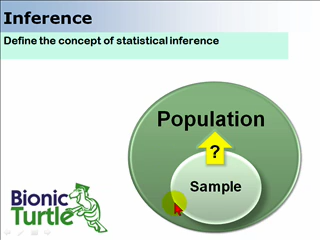 Inference
Define the concept of statistical inference
Population
?
Sample
Bionic
Turtle